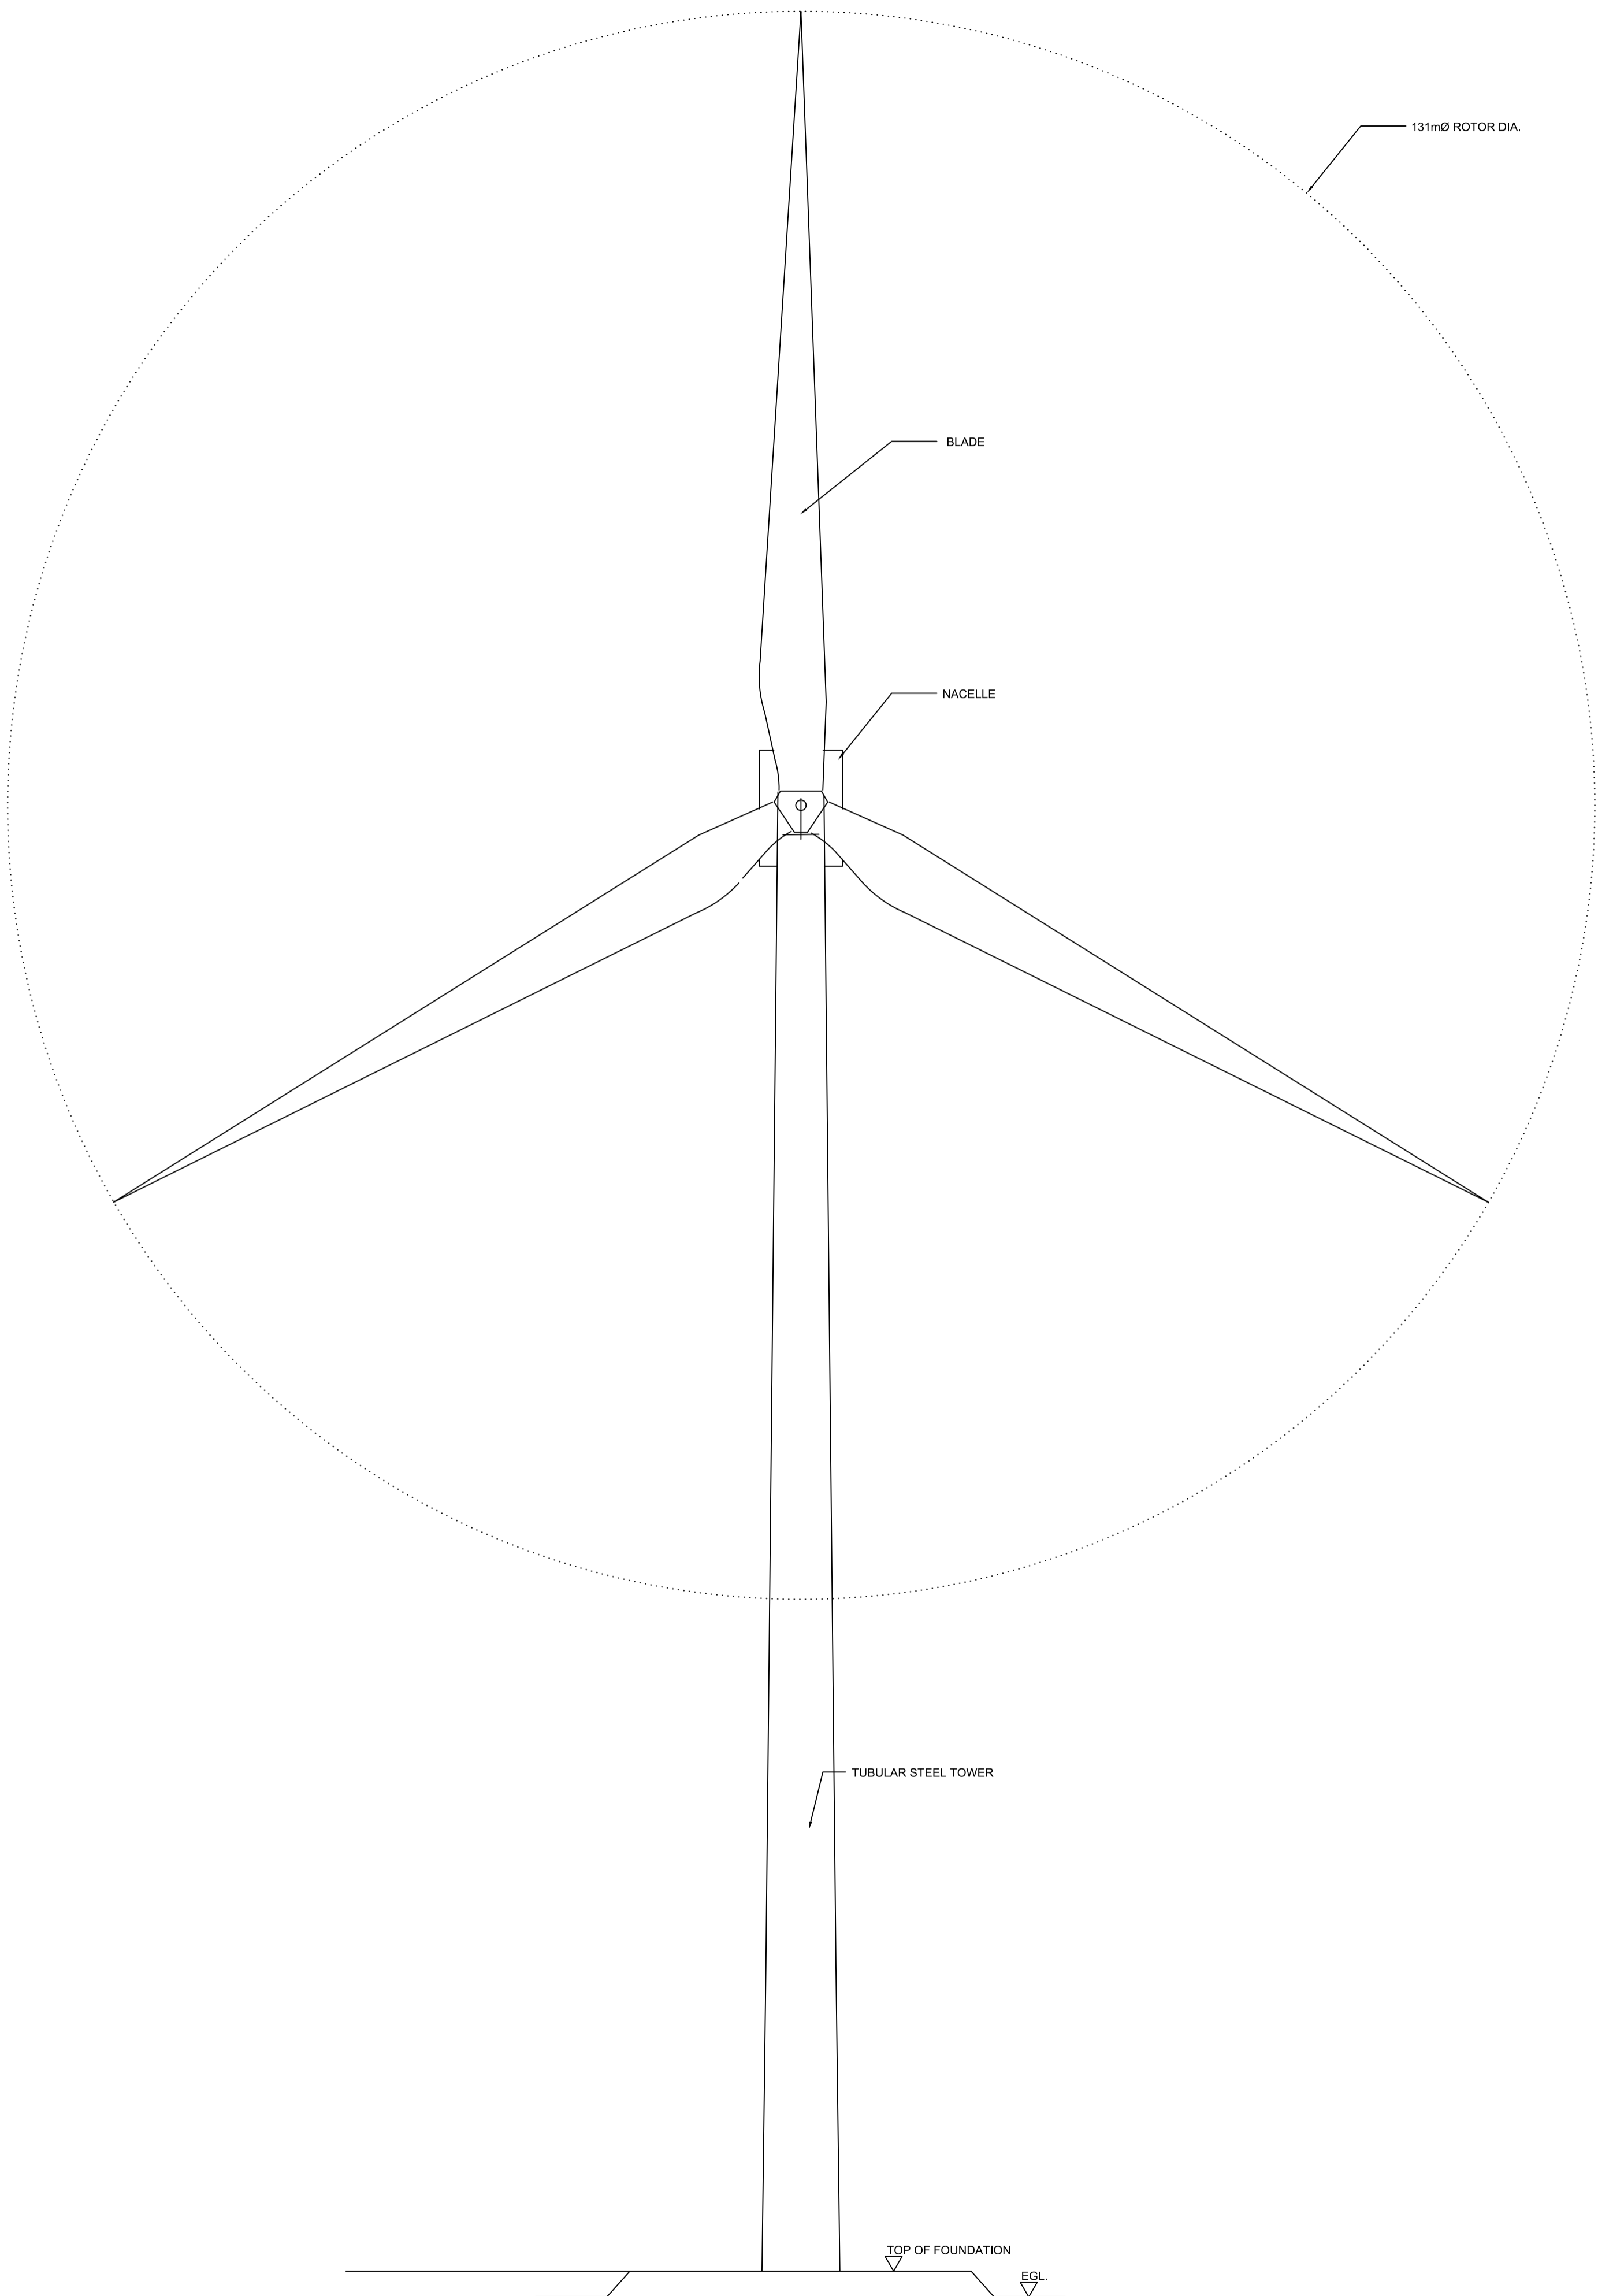 131mØ ROTOR DIA.
BLADE
NACELLE
TUBULAR STEEL TOWER
TOP OF FOUNDATION
EGL.